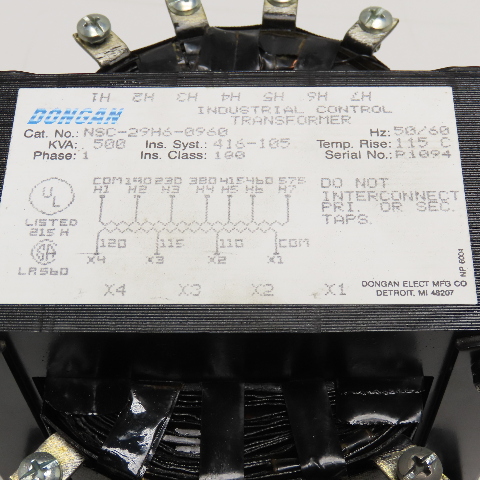 H1 H2 H3 H4 H5 H6 H7
DONGAN INDUSTRIAL CONTROL
TRANSFORMER
Cat. No.: NSC-29H6-0960 Hz: 50/60
KVA: .500 Ins. Syst.: 416-105 Temp. Rise: 115 C
Phase: 1 Ins. Class: 180 Serial No.: P1094
COM 190 230 380 415 460 575
H1 H2 H3 H4 H5 H6 H7
UL
LISTED
215 H
LR560
120 115 110 COM
X4 X3 X2 X1
DO NOT
INTERCONNECT
PRI. OR SEC.
TAPS.
NP 6004
DONGAN ELECT MFG CO
DETROIT, MI 48207
X4 X3 X2 X1